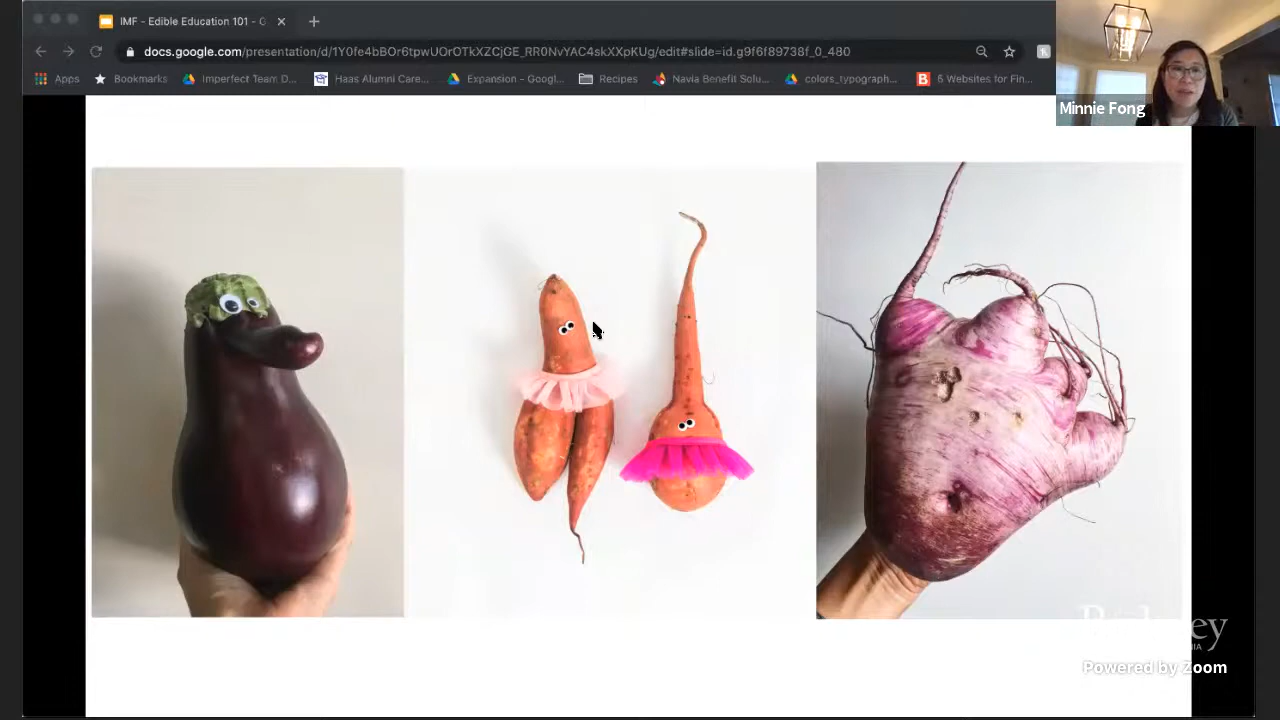 IMF - Edible Education 101 - G
docs.google.com/presentation/d/1Y0fe4bBOr6tpwUOrOTkXZCjGE_RR0NvYAC4skXXpKUg/edit#slide=id.g9f6f89738f_0_480
Apps Bookmarks Imperfect Team D... Haas Alumni Care... Expansion – Googl... Recipes Navia Benefit Solu... colors_typograph... 6 Websites for Fin...
Minnie Fong
Powered by Zoom